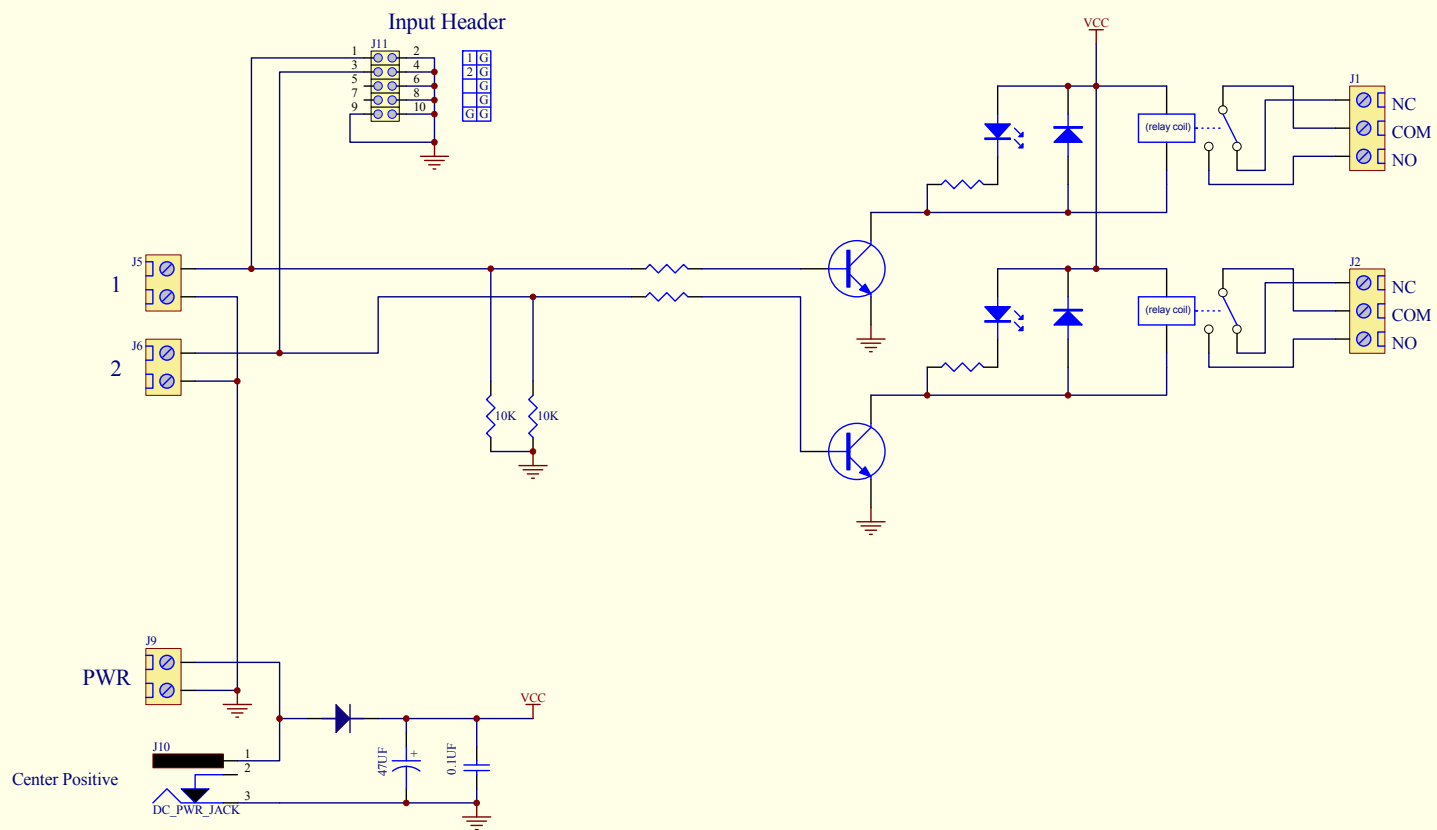 Input Header
J11
1 2
3 4
5 6
7 8
9 10
1 G
2 G
G
G
G G
VCC
(relay coil)
J1
NC
COM
NO
J5
1
J6
2
10K 10K
(relay coil)
J2
NC
COM
NO
J9
PWR
VCC
47UF
+
0.1UF
J10
1
2
3
Center Positive
DC_PWR_JACK